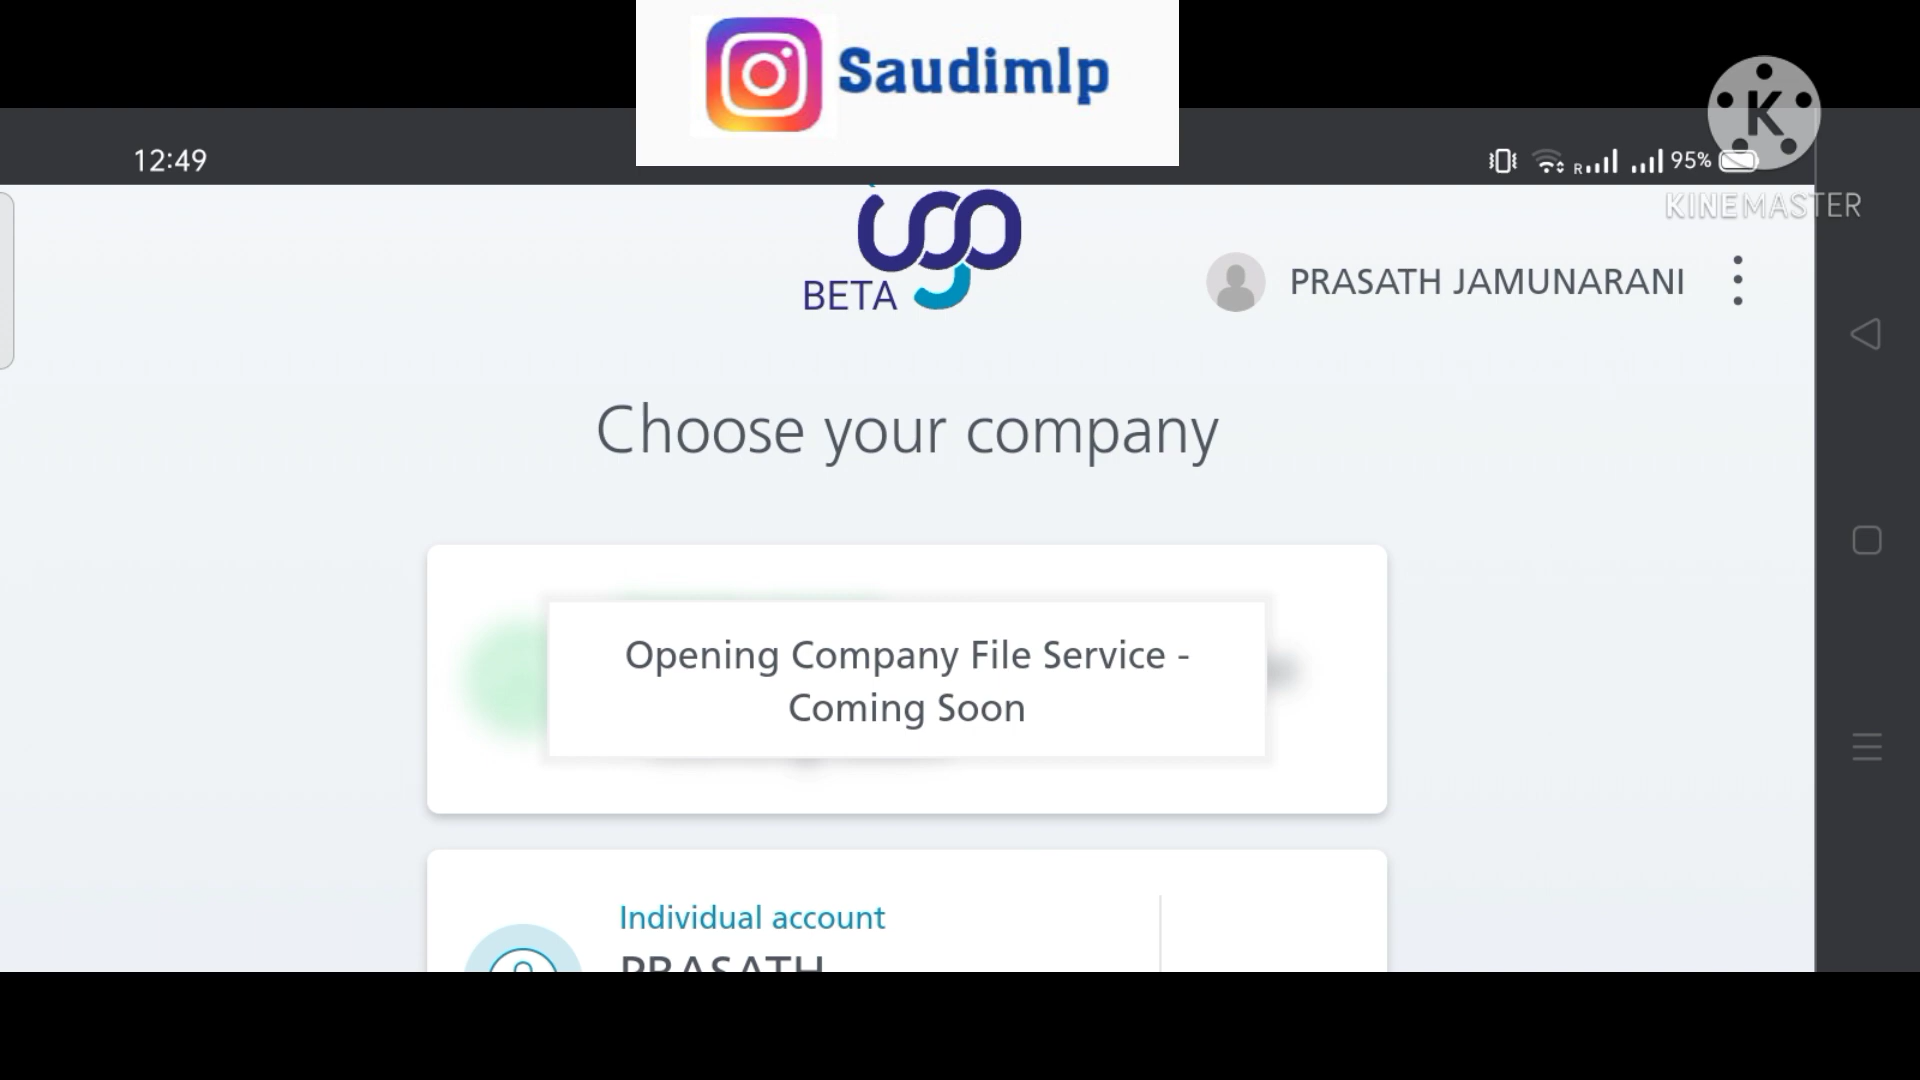 Saudimlp
12:49
R
95%
K
KINEMASTER
BETA
PRASATH JAMUNARANI
Choose your company
Opening Company File Service -
Coming Soon
Individual account
PRASATH